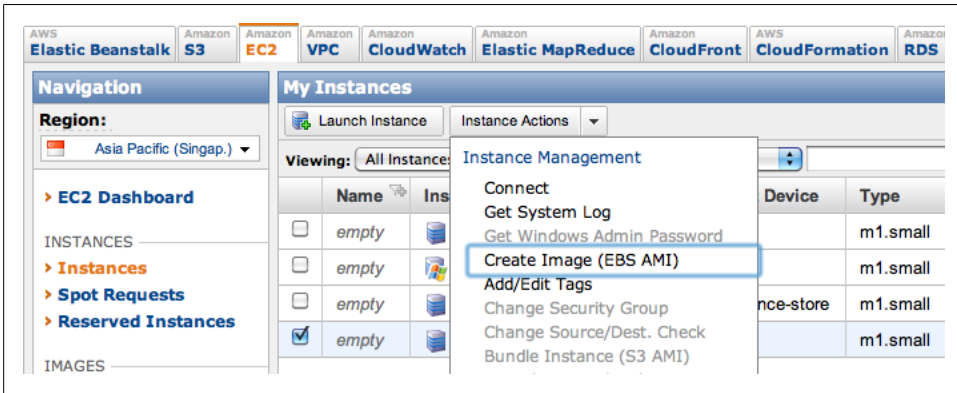 AWS Amazon Amazon Amazon Amazon Amazon Amazon AWS
Elastic Beanstalk S3 EC2 VPC CloudWatch Elastic MapReduce CloudFront CloudFormation RDS
Navigation
Region:
Asia Pacific (Singap.)
> EC2 Dashboard
INSTANCES
> Instances
> Spot Requests
> Reserved Instances
IMAGES
My Instances
Launch Instance Instance Actions
Viewing: All
Name
empty
empty
empty
empty
Instance Management
Connect
Get System Log
Get Windows Admin Password
Create Image (EBS AMI)
Add/Edit Tags
Change Security Group
Change Source/Dest. Check
Bundle Instance (S3 AMI)
Device Type
m1.small
m1.small
nce-store m1.small
m1.small